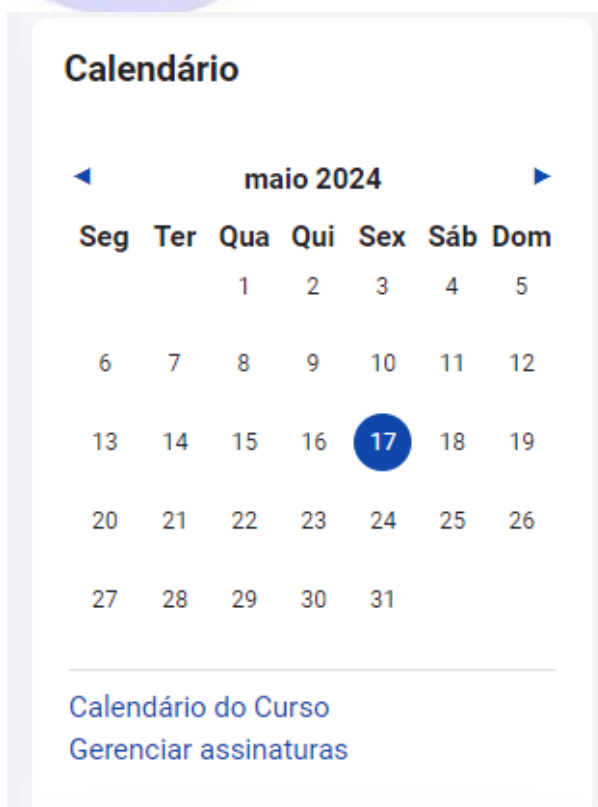 Calendário
◄ maio 2024 ►
Seg Ter Qua Qui Sex Sáb Dom
1 2 3 4 5
6 7 8 9 10 11 12
13 14 15 16 17 18 19
20 21 22 23 24 25 26
27 28 29 30 31
Calendário do Curso
Gerenciar assinaturas